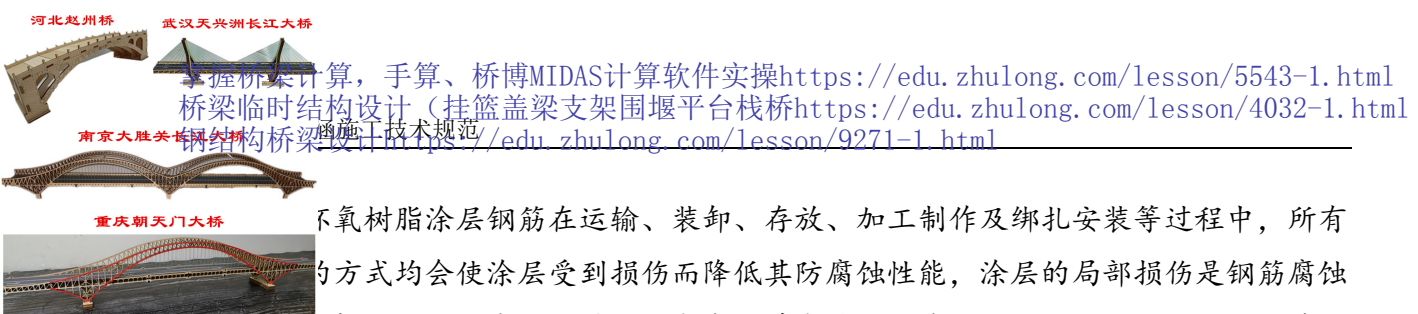 河北赵州桥
武汉天兴洲长江大桥
掌握桥梁计算，手算、桥博MIDAS计算软件实操https://edu.zhulong.com/lesson/5543-1.html
桥梁临时结构设计（挂篮盖梁支架围堰平台栈桥https://edu.zhulong.com/lesson/4032-1.html
钢结构桥梁设计https://edu.zhulong.com/lesson/9271-1.html
涵施工技术规范
南京大胜关长江大桥
重庆朝天门大桥
环氧树脂涂层钢筋在运输、装卸、存放、加工制作及绑扎安装等过程中，所有
的方式均会使涂层受到损伤而降低其防腐蚀性能，涂层的局部损伤是钢筋腐蚀